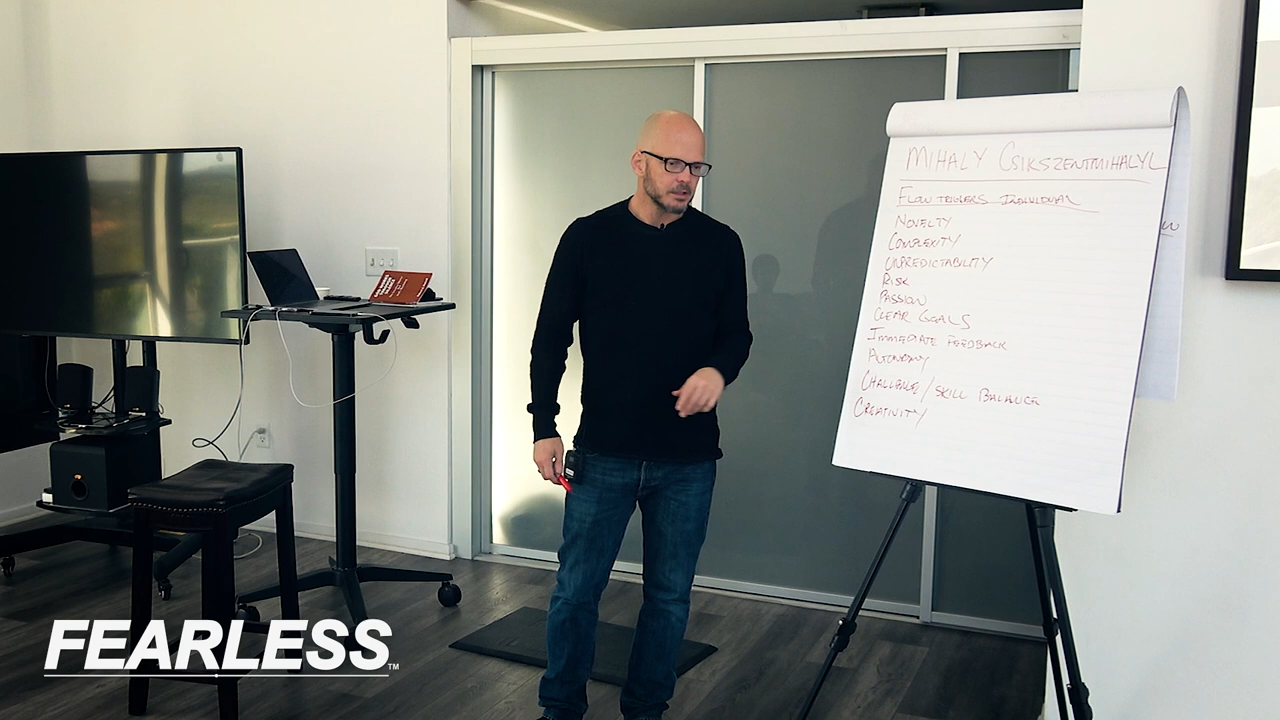 MIHALY CSIKSZENTMIHALYI
FLOW TRIGGERS INDIVIDUAL
NOVELTY
COMPLEXITY
UNPREDICTABILITY
RISK
PASSION
CLEAR GOALS
IMMEDIATE FEEDBACK
AUTONOMY
CHALLENGE / SKILL BALANCE
CREATIVITY
FEARLESS™